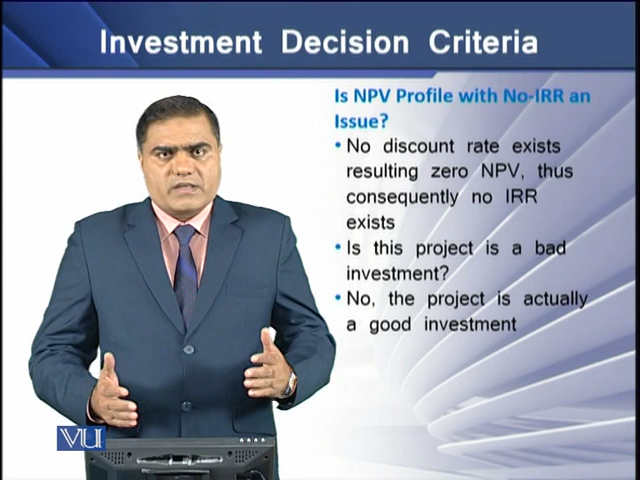 Investment Decision Criteria
Is NPV Profile with No-IRR an
Issue?
• No discount rate exists
resulting zero NPV, thus
consequently no IRR
exists
• Is this project is a bad
investment?
• No, the project is actually
a good investment
VU